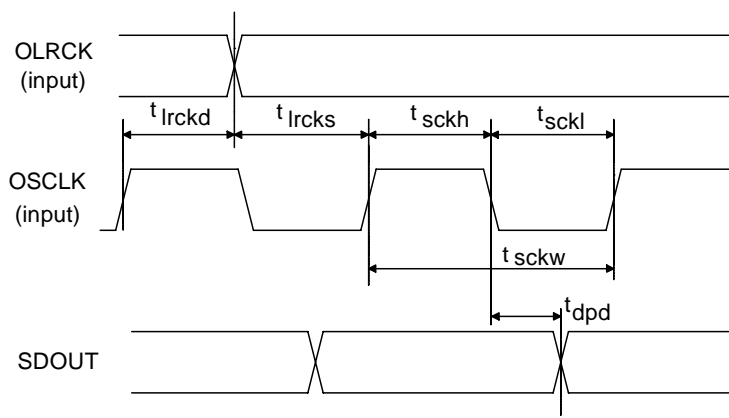 OLRCK
(input)
t lrckd
t lrcks
t sckh
t sckl
OSCLK
(input)
t sckw
t dpd
SDOUT